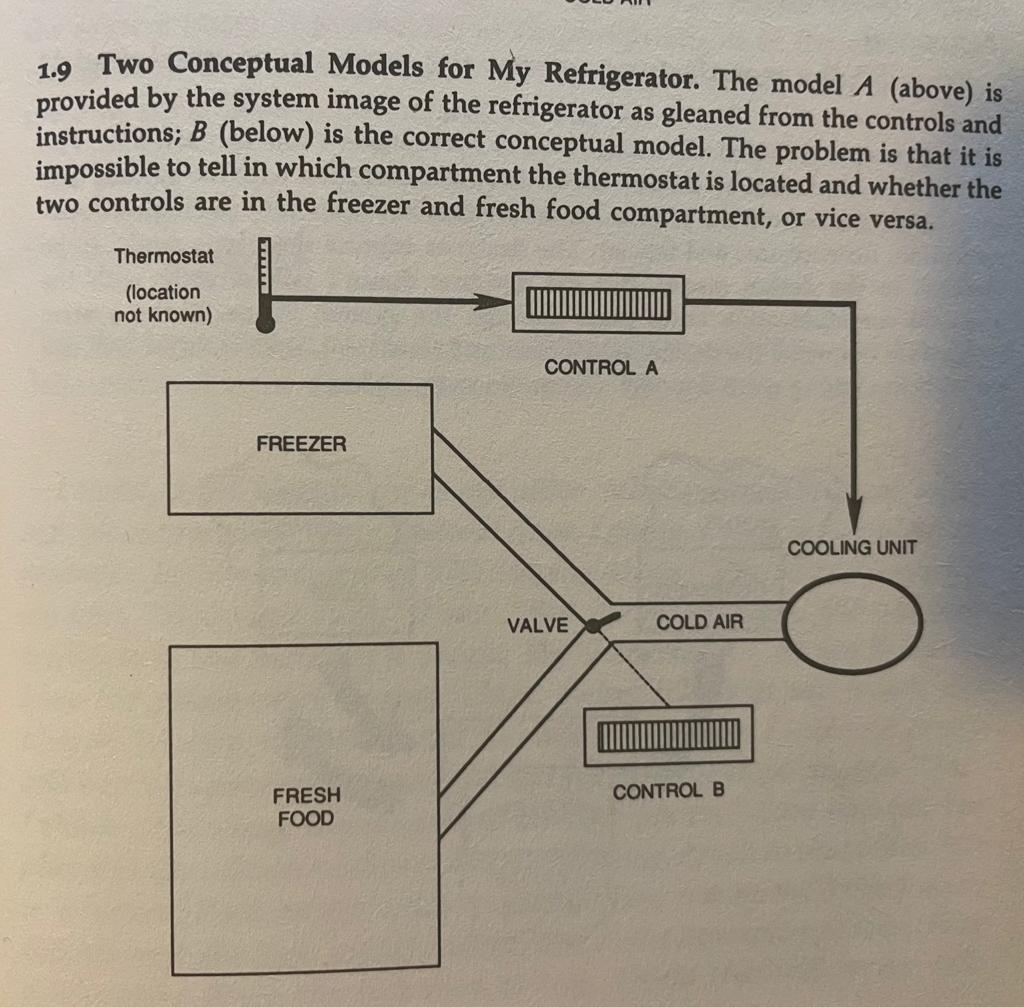 1.9 Two Conceptual Models for My Refrigerator. The model A (above) is
provided by the system image of the refrigerator as gleaned from the controls and
instructions; B (below) is the correct conceptual model. The problem is that it is
impossible to tell in which compartment the thermostat is located and whether the
two controls are in the freezer and fresh food compartment, or vice versa.
Thermostat
(location
not known)
CONTROL A
FREEZER
COOLING UNIT
VALVE
COLD AIR
CONTROL B
FRESH
FOOD